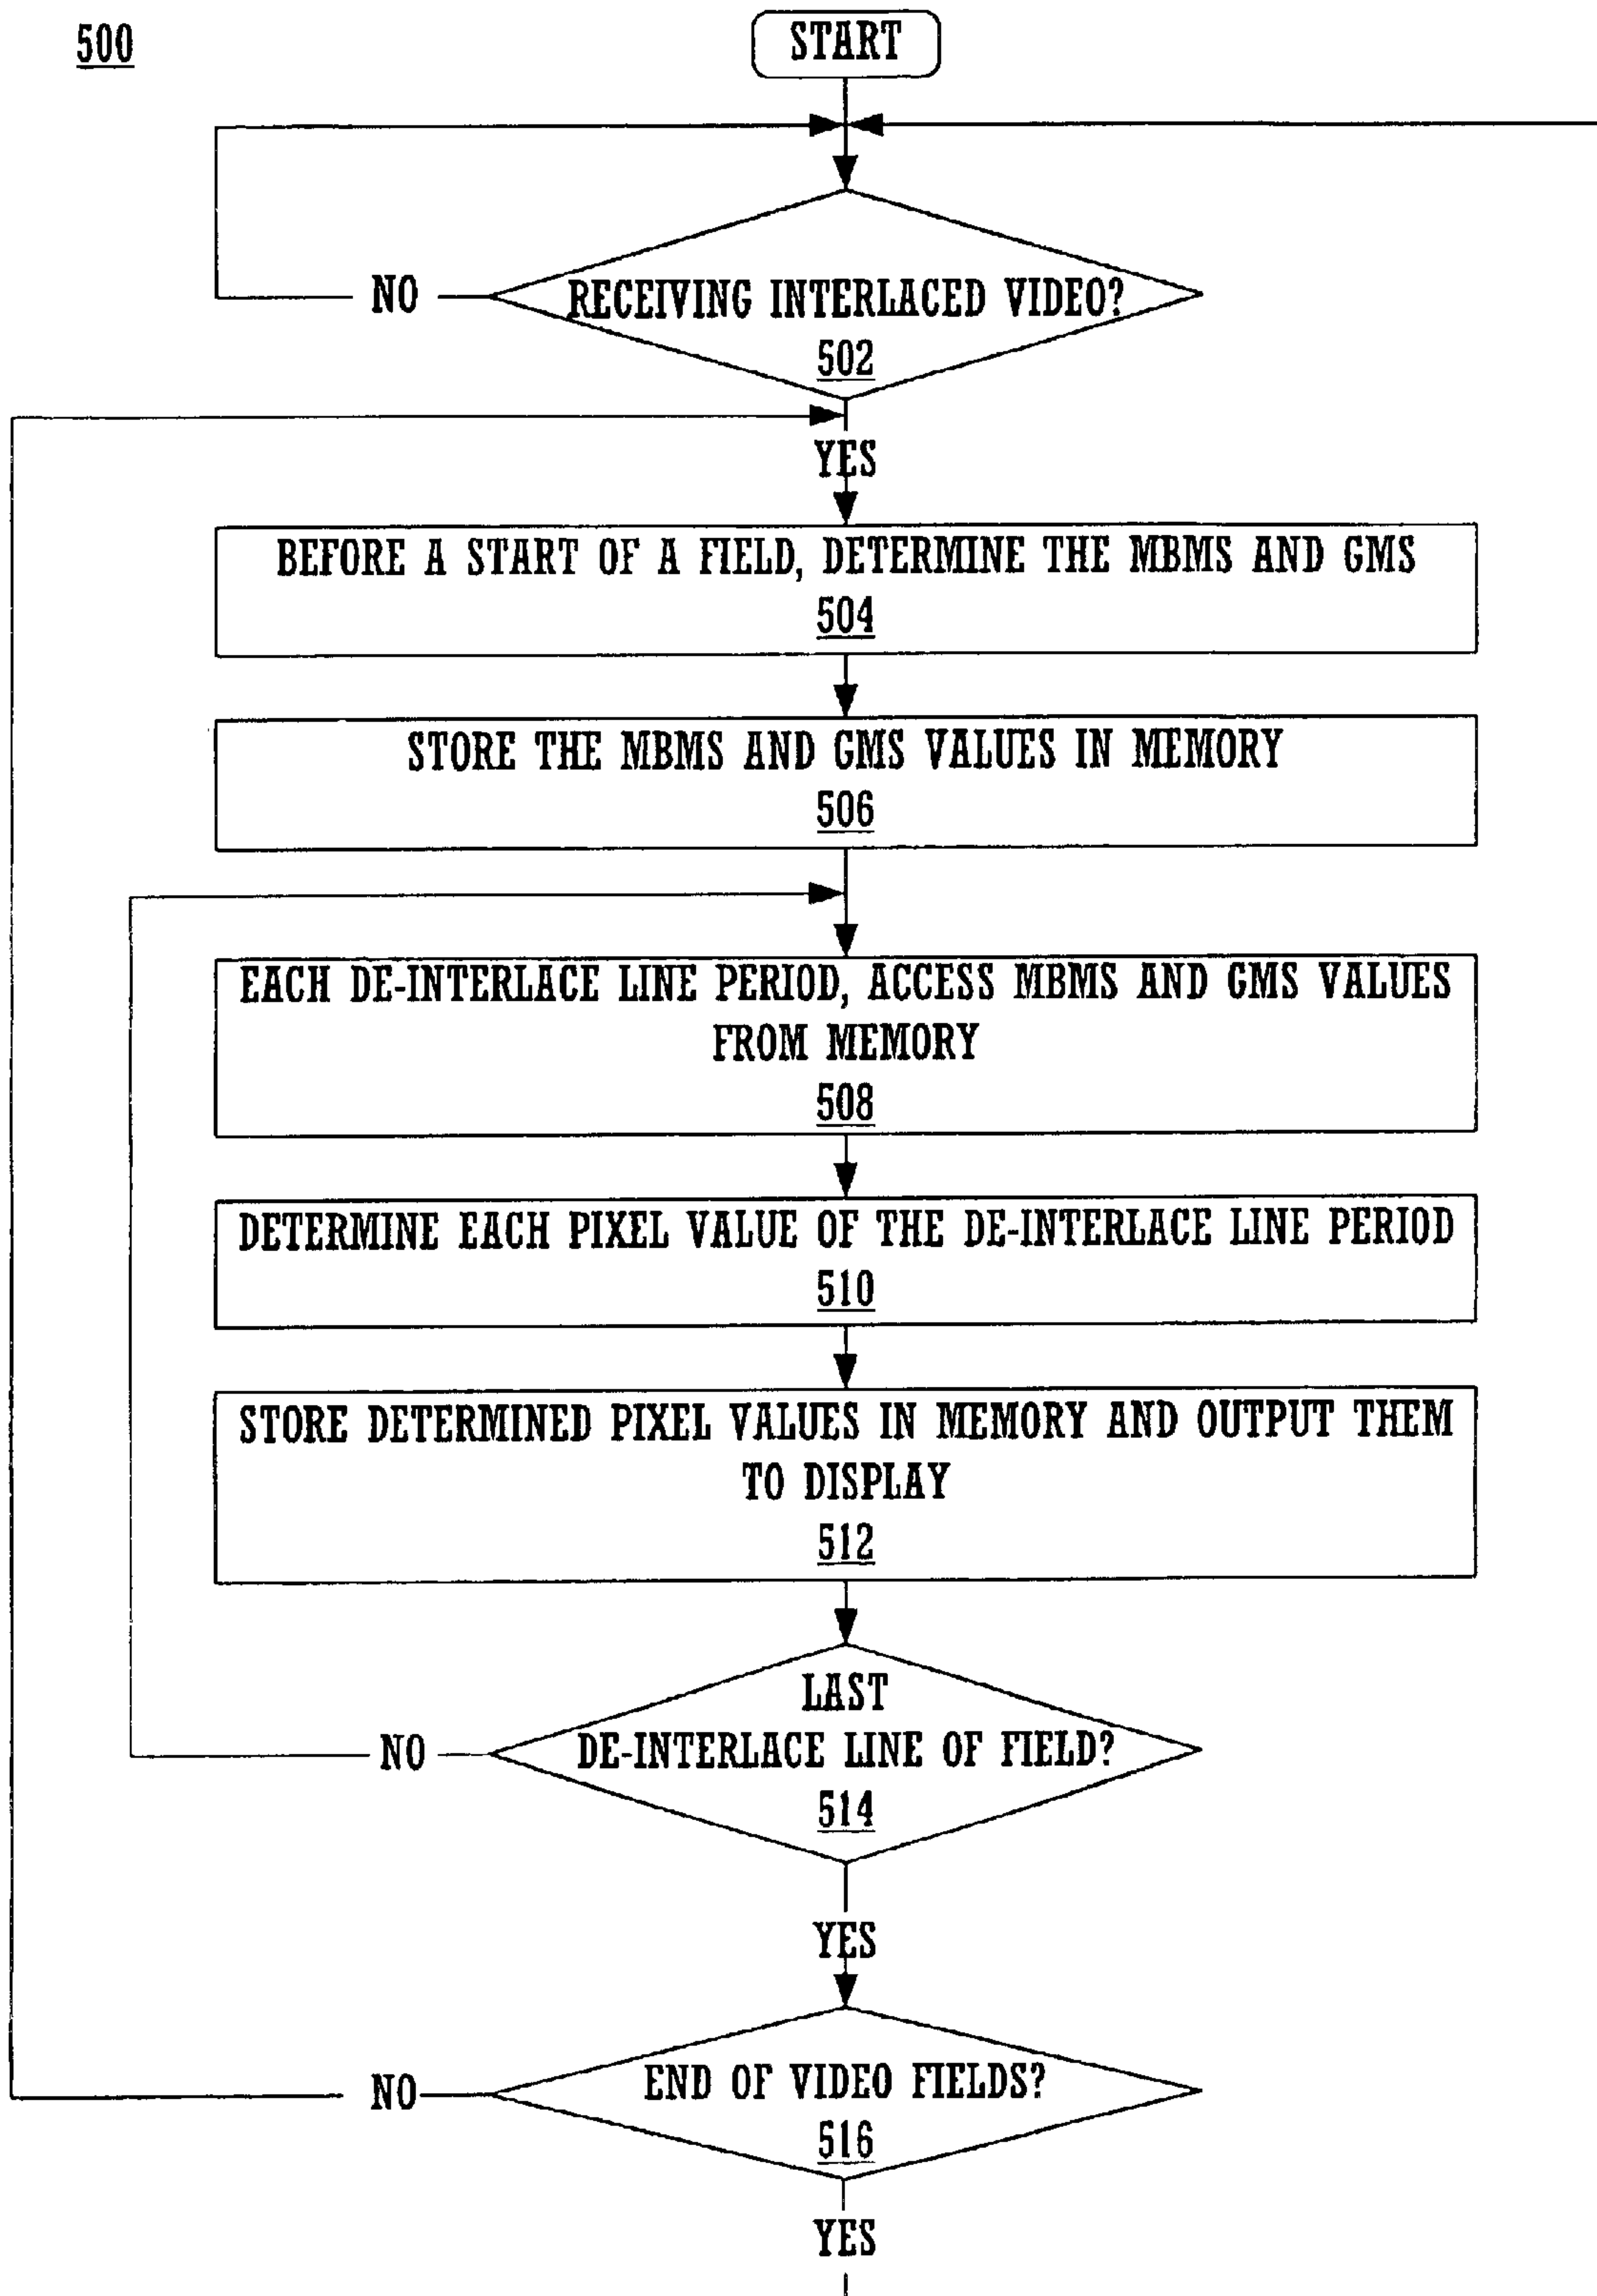 500
START
NO
RECEIVING INTERLACED VIDEO?
502
YES
BEFORE A START OF A FIELD, DETERMINE THE MBMS AND GMS
504
STORE THE MBMS AND GMS VALUES IN MEMORY
506
EACH DE-INTERLACE LINE PERIOD, ACCESS MBMS AND GMS VALUES
FROM MEMORY
508
DETERMINE EACH PIXEL VALUE OF THE DE-INTERLACE LINE PERIOD
510
STORE DETERMINED PIXEL VALUES IN MEMORY AND OUTPUT THEM
TO DISPLAY
512
LAST
NO
DE-INTERLACE LINE OF FIELD?
514
YES
NO
END OF VIDEO FIELDS?
516
YES